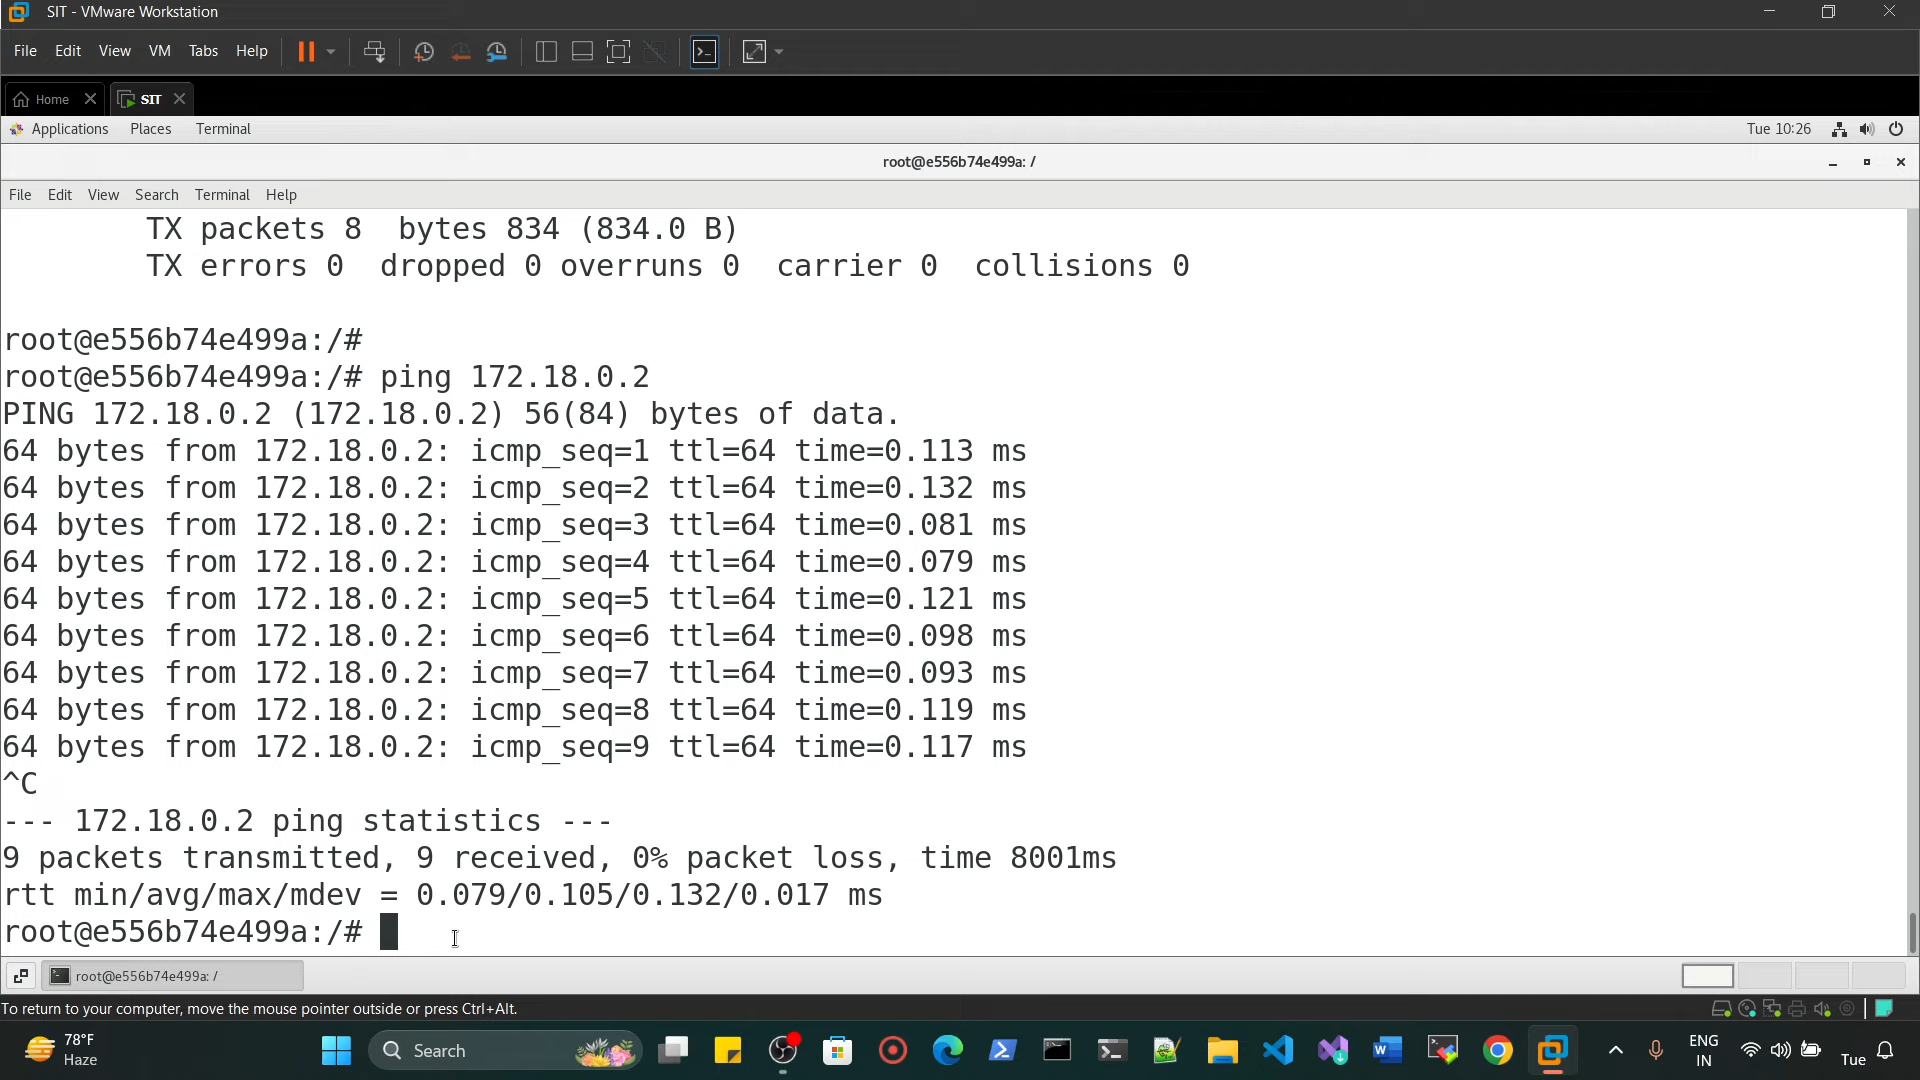 SIT - VMware Workstation
File Edit View VM Tabs Help
Home SIT
Applications Places Terminal Tue 10:26
root@e556b74e499a: /
File Edit View Search Terminal Help
TX packets 8  bytes 834 (834.0 B)
TX errors 0  dropped 0 overruns 0  carrier 0  collisions 0
root@e556b74e499a:/#
root@e556b74e499a:/# ping 172.18.0.2
PING 172.18.0.2 (172.18.0.2) 56(84) bytes of data.
64 bytes from 172.18.0.2: icmp_seq=1 ttl=64 time=0.113 ms
64 bytes from 172.18.0.2: icmp_seq=2 ttl=64 time=0.132 ms
64 bytes from 172.18.0.2: icmp_seq=3 ttl=64 time=0.081 ms
64 bytes from 172.18.0.2: icmp_seq=4 ttl=64 time=0.079 ms
64 bytes from 172.18.0.2: icmp_seq=5 ttl=64 time=0.121 ms
64 bytes from 172.18.0.2: icmp_seq=6 ttl=64 time=0.098 ms
64 bytes from 172.18.0.2: icmp_seq=7 ttl=64 time=0.093 ms
64 bytes from 172.18.0.2: icmp_seq=8 ttl=64 time=0.119 ms
64 bytes from 172.18.0.2: icmp_seq=9 ttl=64 time=0.117 ms
^C
--- 172.18.0.2 ping statistics ---
9 packets transmitted, 9 received, 0% packet loss, time 8001ms
rtt min/avg/max/mdev = 0.079/0.105/0.132/0.017 ms
root@e556b74e499a:/#
root@e556b74e499a: /
To return to your computer, move the mouse pointer outside or press Ctrl+Alt.
78°F
Haze
Search
ENG
IN
Tue